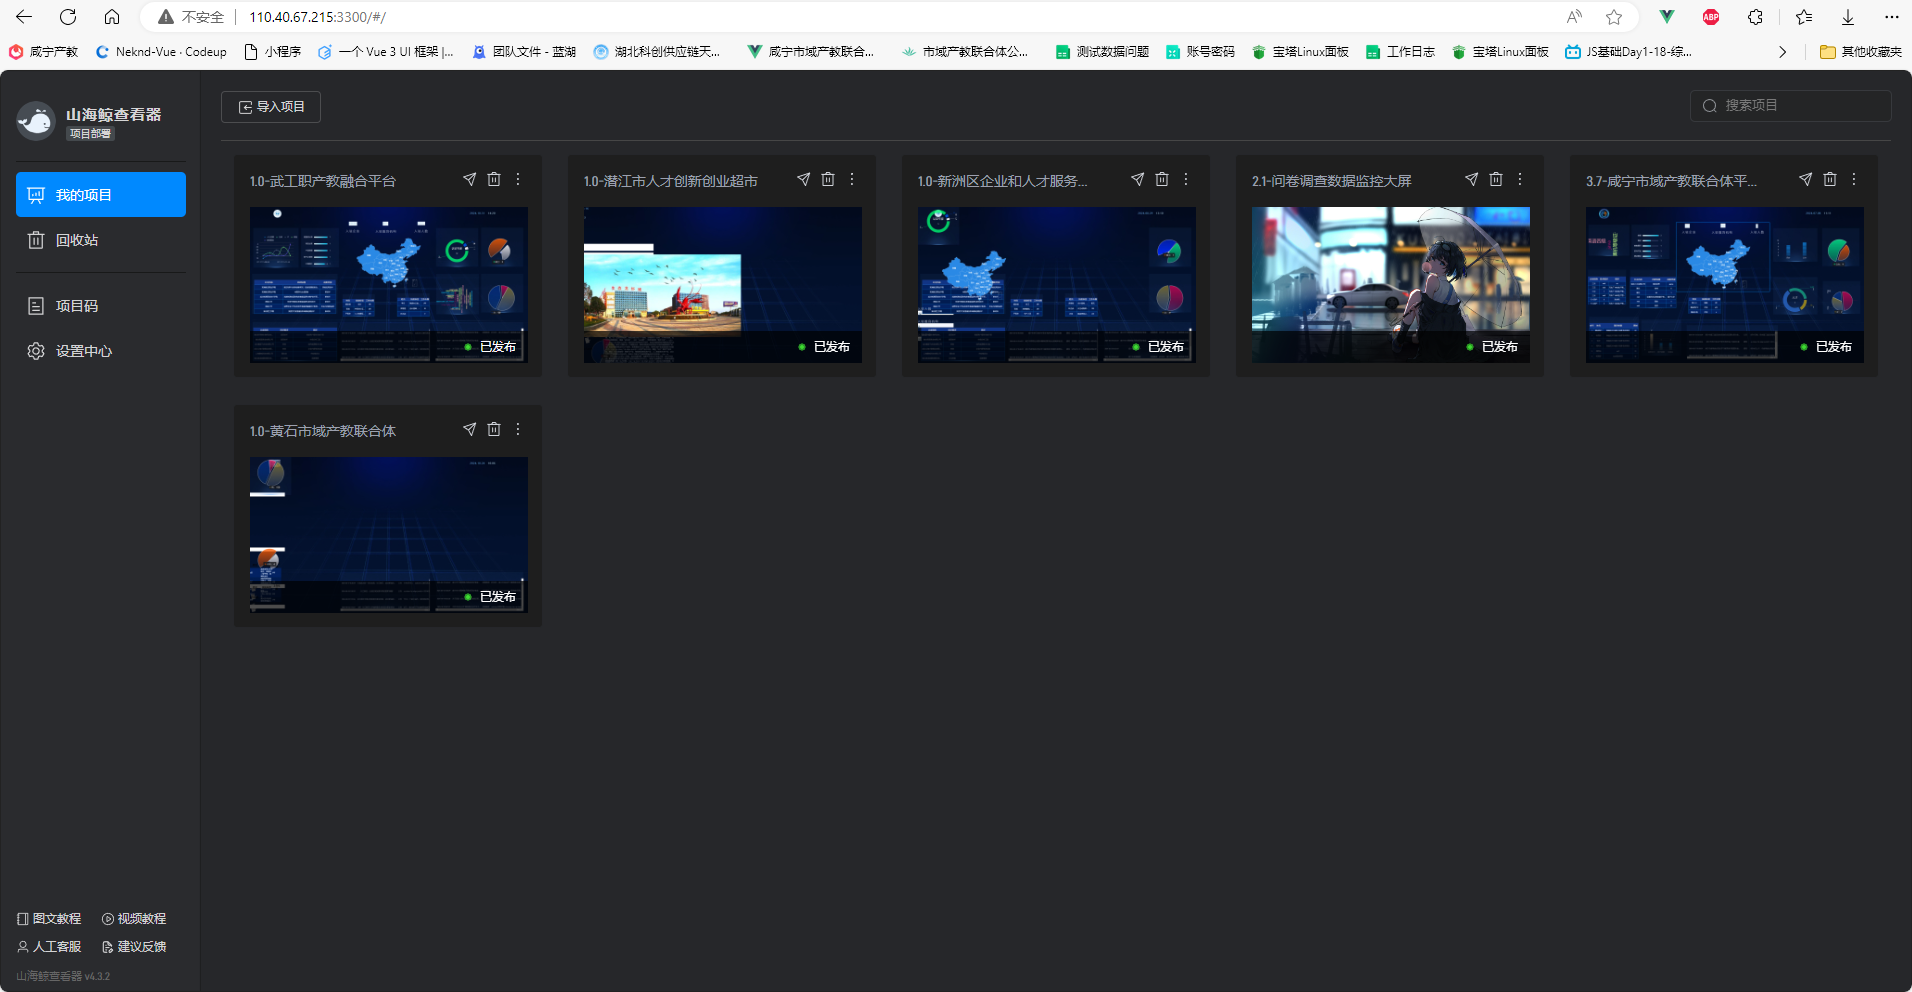 不安全
110.40.67.215:3300/#/
咸宁产教
Neknd-Vue · Codeup
小程序
一个 Vue 3 UI 框架 |...
团队文件 - 蓝湖
湖北科创供应链天...
咸宁市域产教联合...
市域产教联合体公...
测试数据问题
账号密码
宝塔Linux面板
工作日志
宝塔Linux面板
JS基础Day1-18-综...
其他收藏夹
山海鲸查看器
项目部署
导入项目
搜索项目
我的项目
回收站
项目码
设置中心
1.0-武工职产教融合平台
已发布
1.0-潜江市人才创新创业超市
已发布
1.0-新洲区企业和人才服务...
已发布
2.1-问卷调查数据监控大屏
已发布
3.7-咸宁市域产教联合体平...
已发布
1.0-黄石市域产教联合体
已发布
图文教程
视频教程
人工客服
建议反馈
山海鲸查看器 v4.3.2